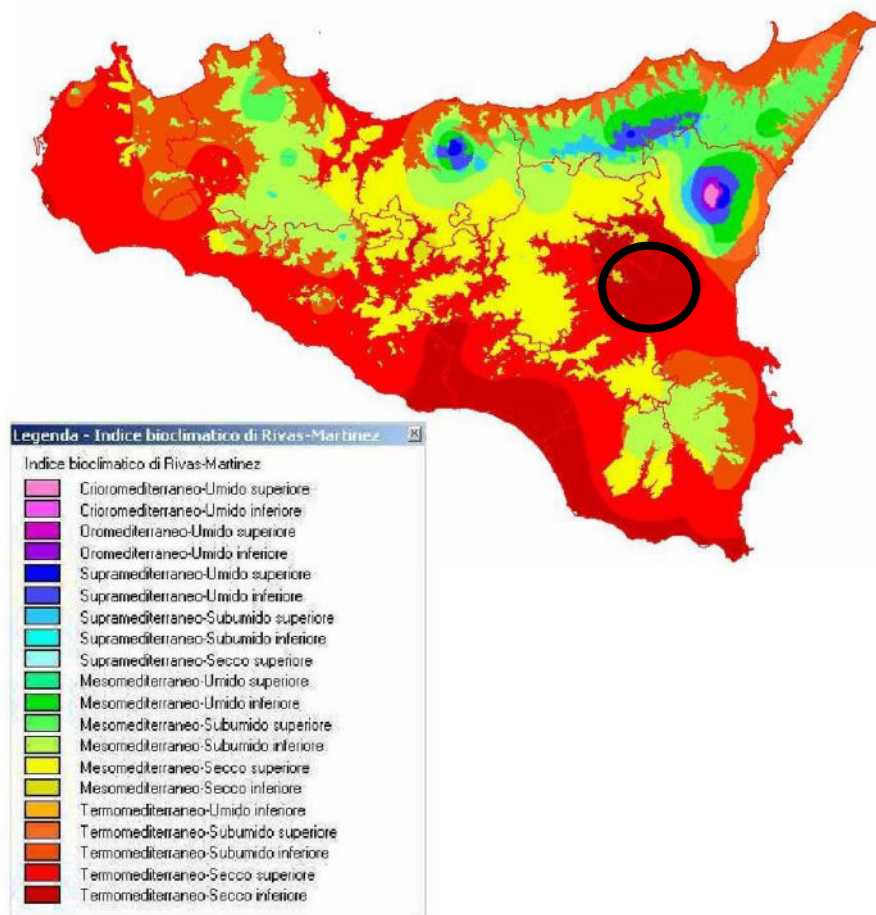 Legenda - Indice bioclimatico di Rivas-Martinez
Indice bioclimatico di Rivas-Martinez
Crioromediterraneo-Umido superiore
Crioromediterraneo-Umido inferiore
Oromediterraneo-Umido superiore
Oromediterraneo-Umido inferiore
Supramediterraneo-Umido superiore
Supramediterraneo-Umido inferiore
Supramediterraneo-Subumido superiore
Supramediterraneo-Subumido inferiore
Supramediterraneo-Secco superiore
Mesomediterraneo-Umido superiore
Mesomediterraneo-Umido inferiore
Mesomediterraneo-Subumido superiore
Mesomediterraneo-Subumido inferiore
Mesomediterraneo-Secco superiore
Mesomediterraneo-Secco inferiore
Termomediterraneo-Umido inferiore
Termomediterraneo-Subumido superiore
Termomediterraneo-Subumido inferiore
Termomediterraneo-Secco superiore
Termomediterraneo-Secco inferiore